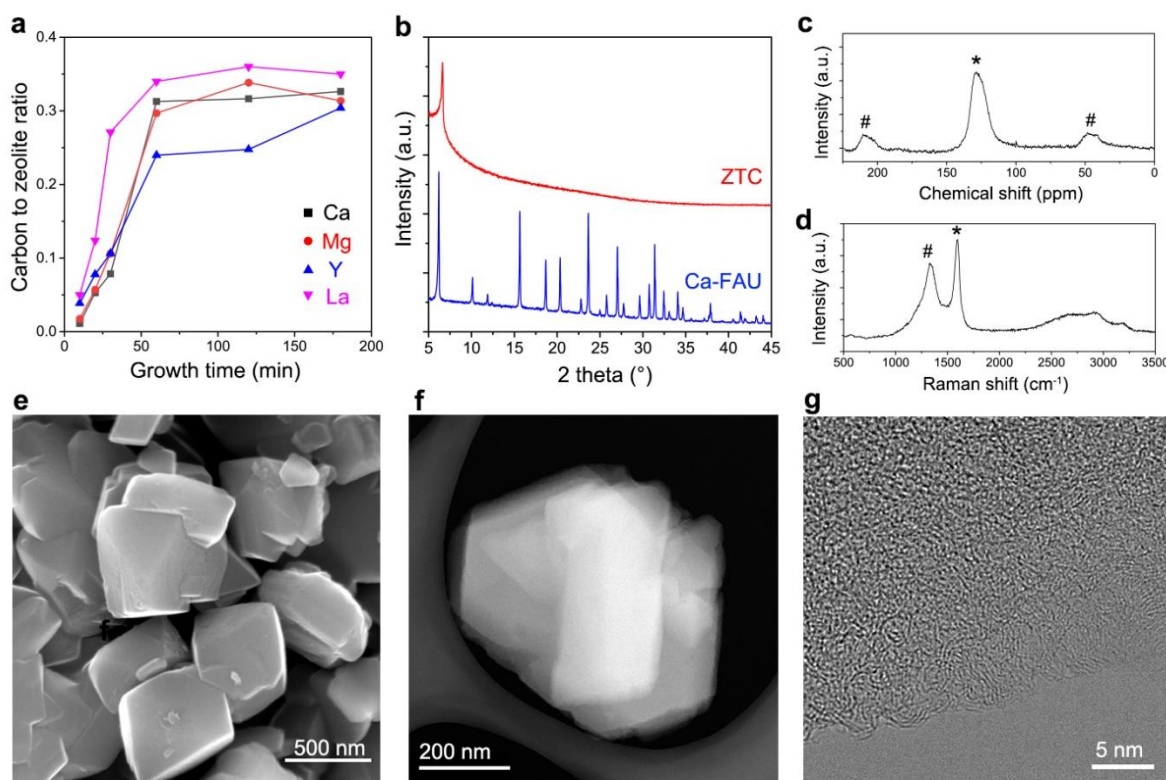 a
0.4
0.3
0.2
0.1
0.0
Carbon to zeolite ratio
Ca
Mg
Y
La
0 50 100 150 200
Growth time (min)
b
Intensity (a.u.)
ZTC
Ca-FAU
5 10 15 20 25 30 35 40 45
2 theta (°)
c
Intensity (a.u.)
# * #
200 150 100 50 0
Chemical shift (ppm)
d
Intensity (a.u.)
# *
500 1000 1500 2000 2500 3000 3500
Raman shift (cm⁻¹)
e
f
500 nm
f
200 nm
g
5 nm